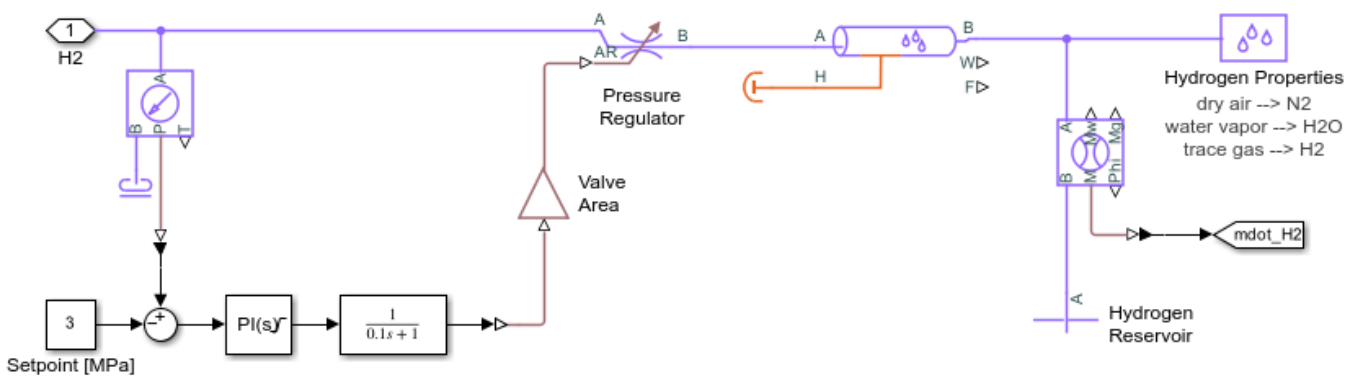 1
H2
A
B
P
T
A
AR
B
Pressure
Regulator
A
H
B
W
F
Hydrogen Properties
dry air --> N2
water vapor --> H2O
trace gas --> H2
A
Mw
Mg
B
M
Phi
mdot_H2
A
Hydrogen
Reservoir
Valve
Area
3
Setpoint [MPa]
− +
PI(s)
1
0.1s + 1